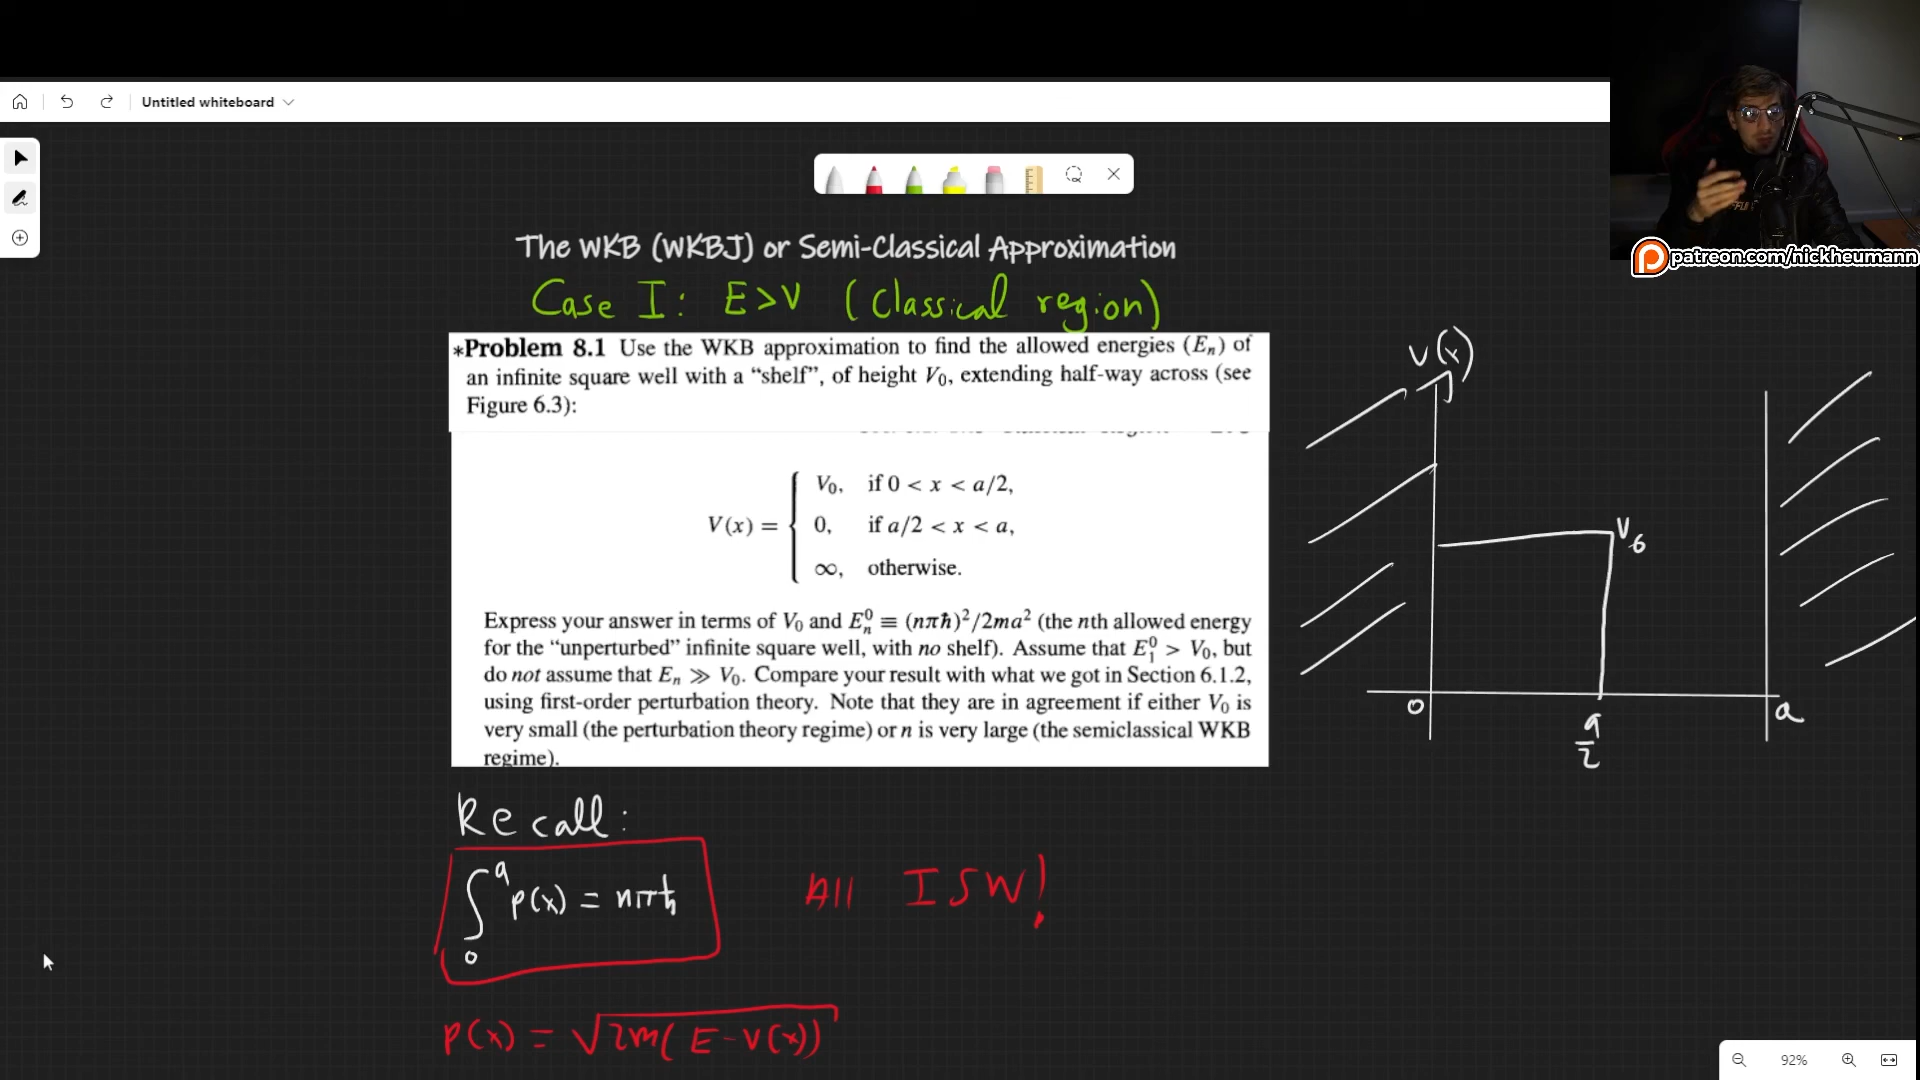 Untitled whiteboard
patreon.com/nickheumann
The WKB (WKBJ) or Semi-Classical Approximation
Case I: E>V (Classical region)
*Problem 8.1 Use the WKB approximation to find the allowed energies (Eₙ) of
an infinite square well with a “shelf”, of height V₀, extending half-way across (see
Figure 6.3):
V(x) = { V₀, if 0 < x < a/2,
0, if a/2 < x < a,
∞, otherwise.
Express your answer in terms of V₀ and Eₙ⁰ ≡ (nπħ)²/2ma² (the nth allowed energy
for the “unperturbed” infinite square well, with no shelf). Assume that E₁⁰ > V₀, but
do not assume that Eₙ ≫ V₀. Compare your result with what we got in Section 6.1.2,
using first-order perturbation theory. Note that they are in agreement if either V₀ is
very small (the perturbation theory regime) or n is very large (the semiclassical WKB
regime).
V(x)
V₀
0
a/2
a
Recall:
∫₀ᵃ p(x) = nπħ
All ISW!
p(x) = √2m(E-V(x))
92%